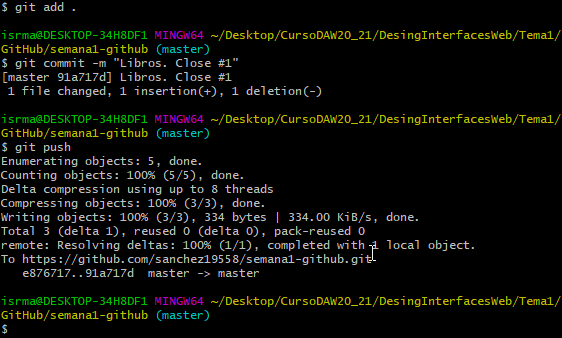 $ git add .
isrma@DESKTOP-34H8DF1 MINGW64 ~/Desktop/CursoDAW20_21/DesingInterfacesWeb/Tema1/
GitHub/semana1-github (master)
$ git commit -m "Libros. Close #1"
[master 91a717d] Libros. Close #1
 1 file changed, 1 insertion(+), 1 deletion(-)
isrma@DESKTOP-34H8DF1 MINGW64 ~/Desktop/CursoDAW20_21/DesingInterfacesWeb/Tema1/
GitHub/semana1-github (master)
$ git push
Enumerating objects: 5, done.
Counting objects: 100% (5/5), done.
Delta compression using up to 8 threads
Compressing objects: 100% (3/3), done.
Writing objects: 100% (3/3), 334 bytes | 334.00 KiB/s, done.
Total 3 (delta 1), reused 0 (delta 0), pack-reused 0
remote: Resolving deltas: 100% (1/1), completed with 1 local object.
To https://github.com/sanchez19558/semana1-github.git
   e876717..91a717d  master -> master
isrma@DESKTOP-34H8DF1 MINGW64 ~/Desktop/CursoDAW20_21/DesingInterfacesWeb/Tema1/
GitHub/semana1-github (master)
$